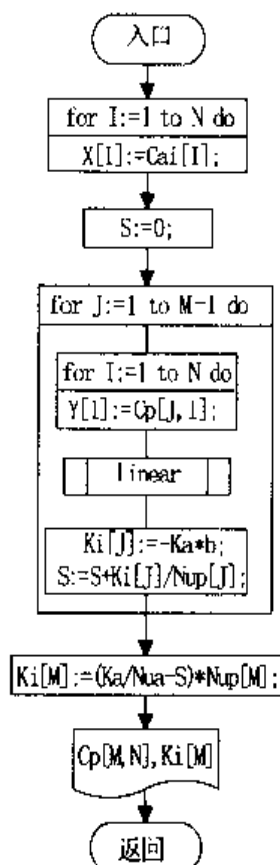 入口
for I:=1 to N do
X[I]:=Cai[I];
S:=0;
for J:=1 to M-1 do
for I:=1 to N do
Y[I]:=Cp[J,I];
linear
Ki[J]:=-Ka*b;
S:=S+Ki[J]/Nup[J];
Ki[M]:=(Ka/Nua-S)*Nup[M];
Cp[M,N],Ki[M]
返回